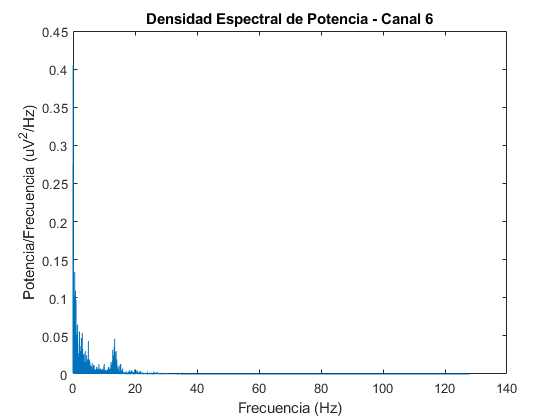 Densidad Espectral de Potencia - Canal 6
0.45
0.4
0.35
0.3
0.25
0.2
0.15
0.1
0.05
0
Potencia/Frecuencia (uV²/Hz)
0 20 40 60 80 100 120 140
Frecuencia (Hz)